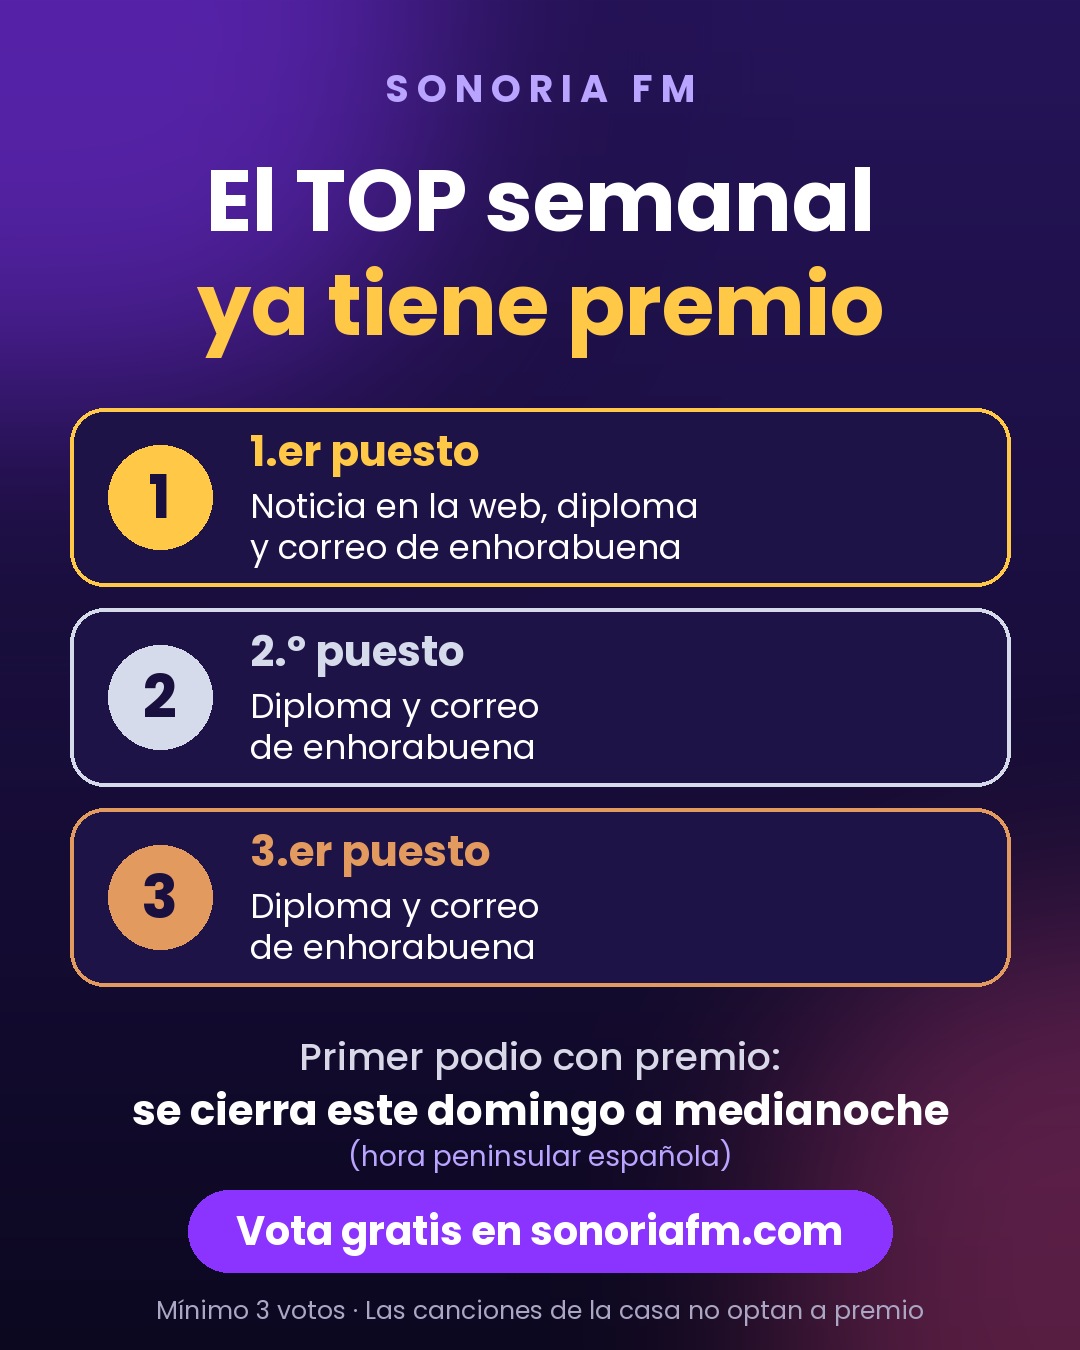 SONORIA FM
El TOP semanal
ya tiene premio
1
1.er puesto
Noticia en la web, diploma
y correo de enhorabuena
2
2.º puesto
Diploma y correo
de enhorabuena
3
3.er puesto
Diploma y correo
de enhorabuena
Primer podio con premio:
se cierra este domingo a medianoche
(hora peninsular española)
Vota gratis en sonoriafm.com
Mínimo 3 votos · Las canciones de la casa no optan a premio